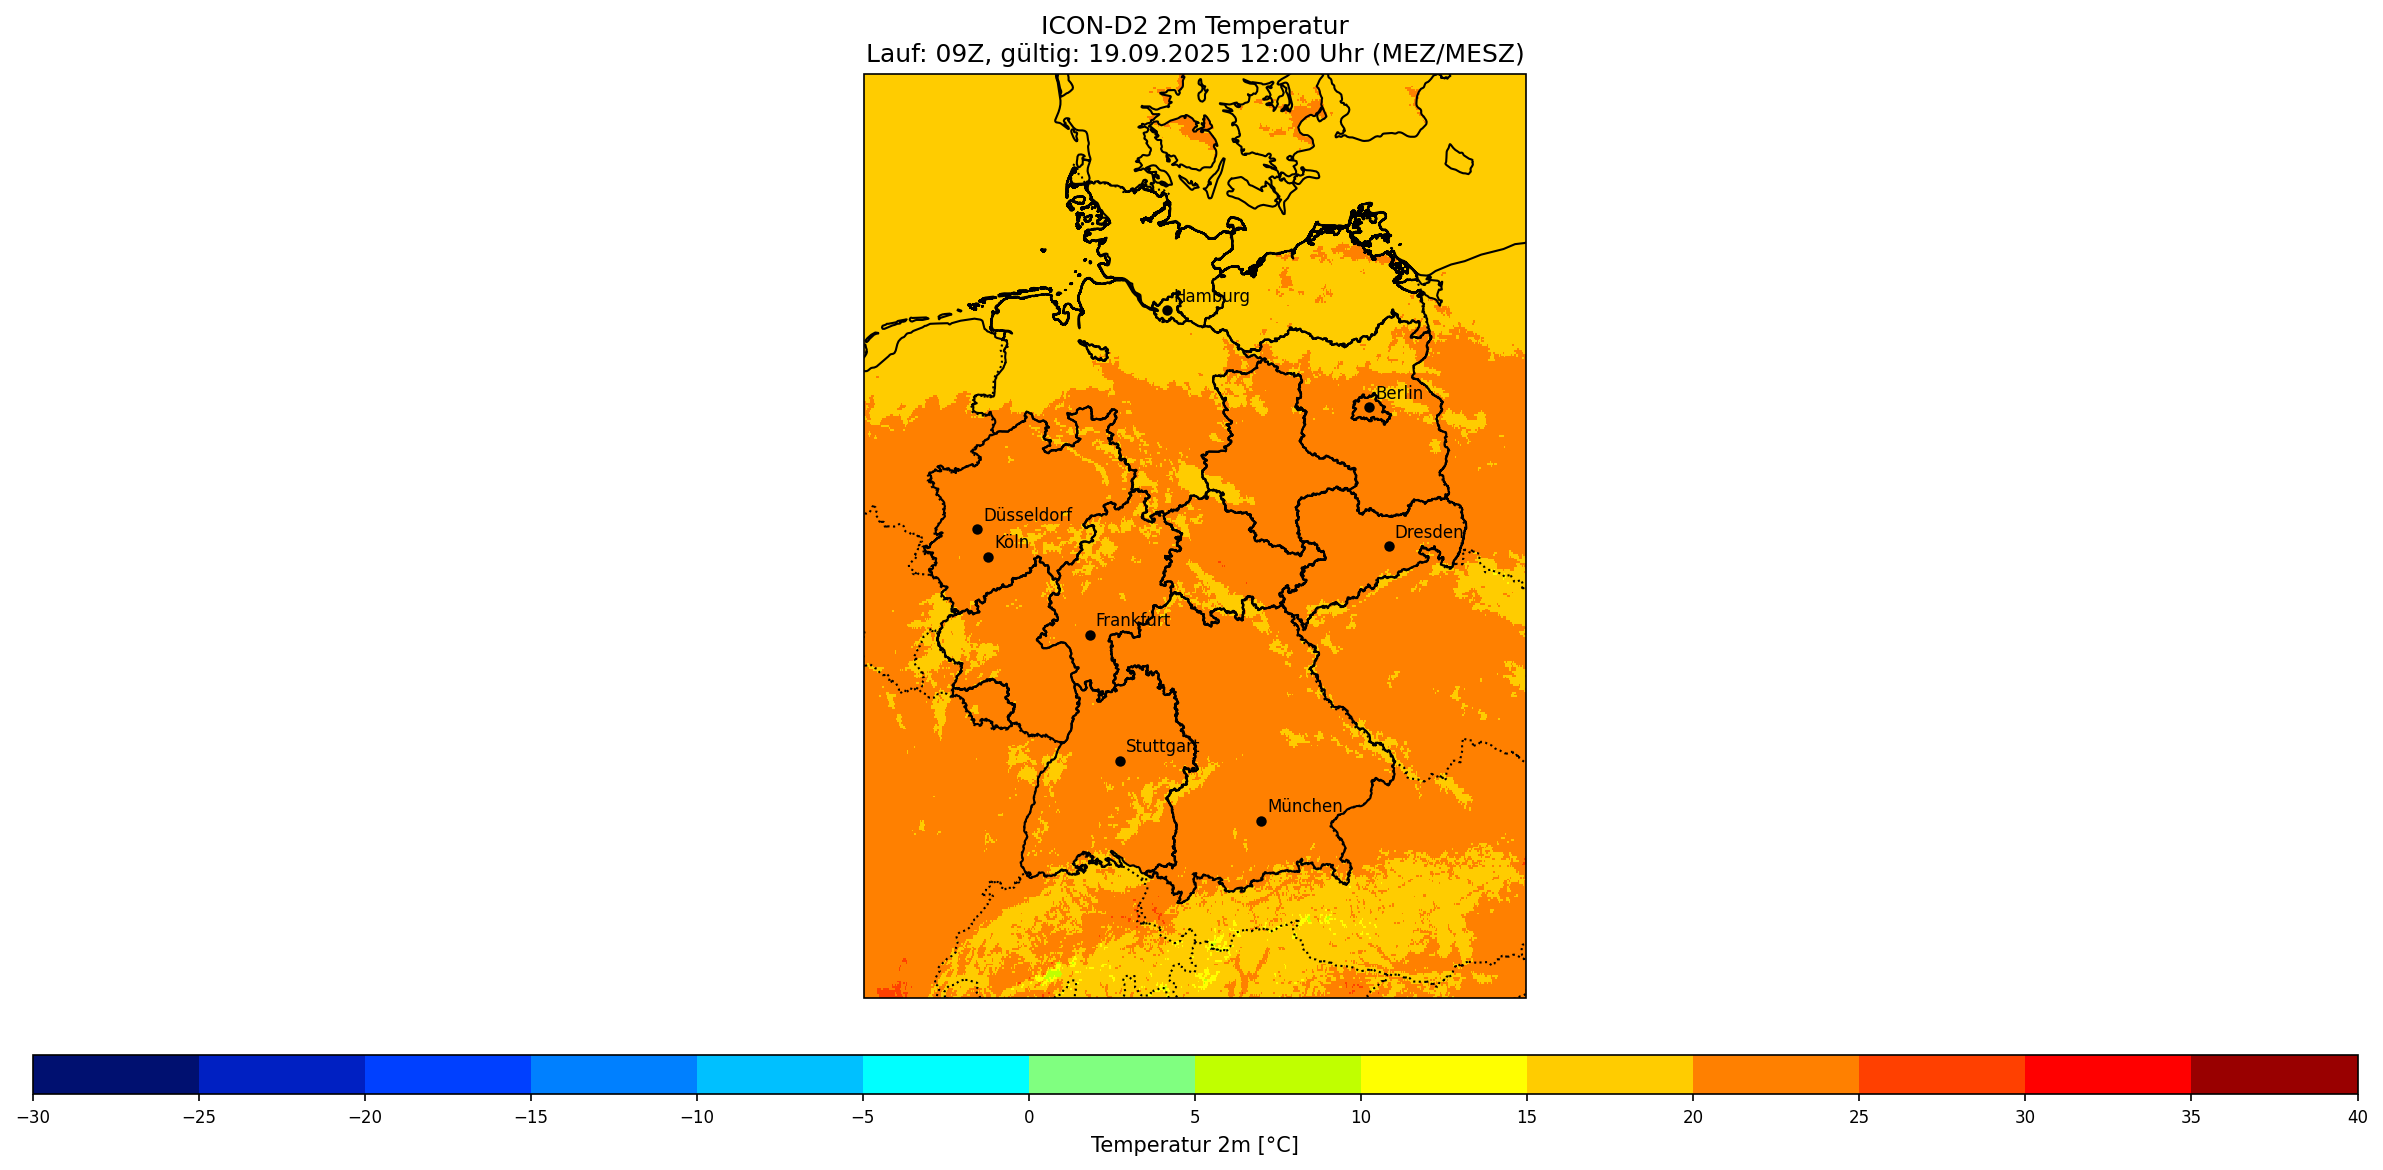 ICON-D2 2m Temperatur
Lauf: 09Z, gültig: 19.09.2025 12:00 Uhr (MEZ/MESZ)
Hamburg
Berlin
Düsseldorf
Köln
Dresden
Frankfurt
Stuttgart
München
−30 −25 −20 −15 −10 −5 0 5 10 15 20 25 30 35 40
Temperatur 2m [°C]